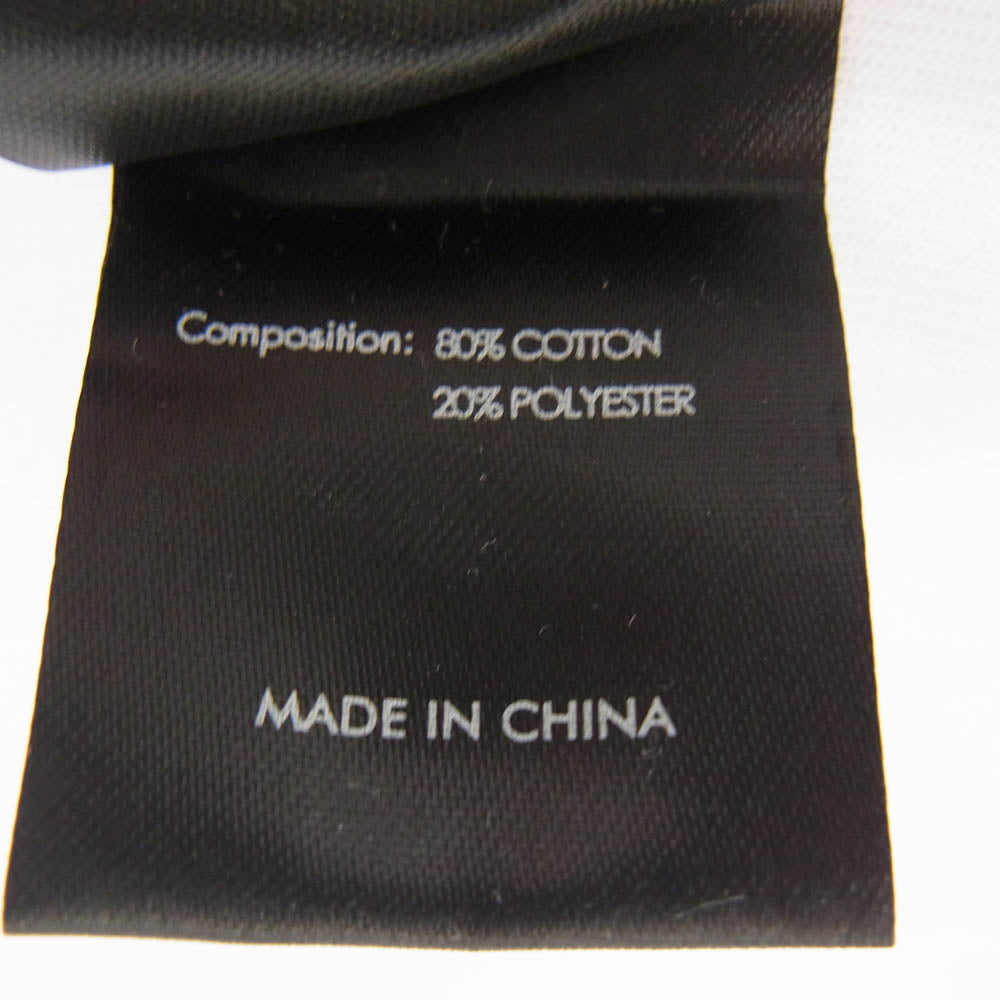 Composition: 80% COTTON
20% POLYESTER
MADE IN CHINA